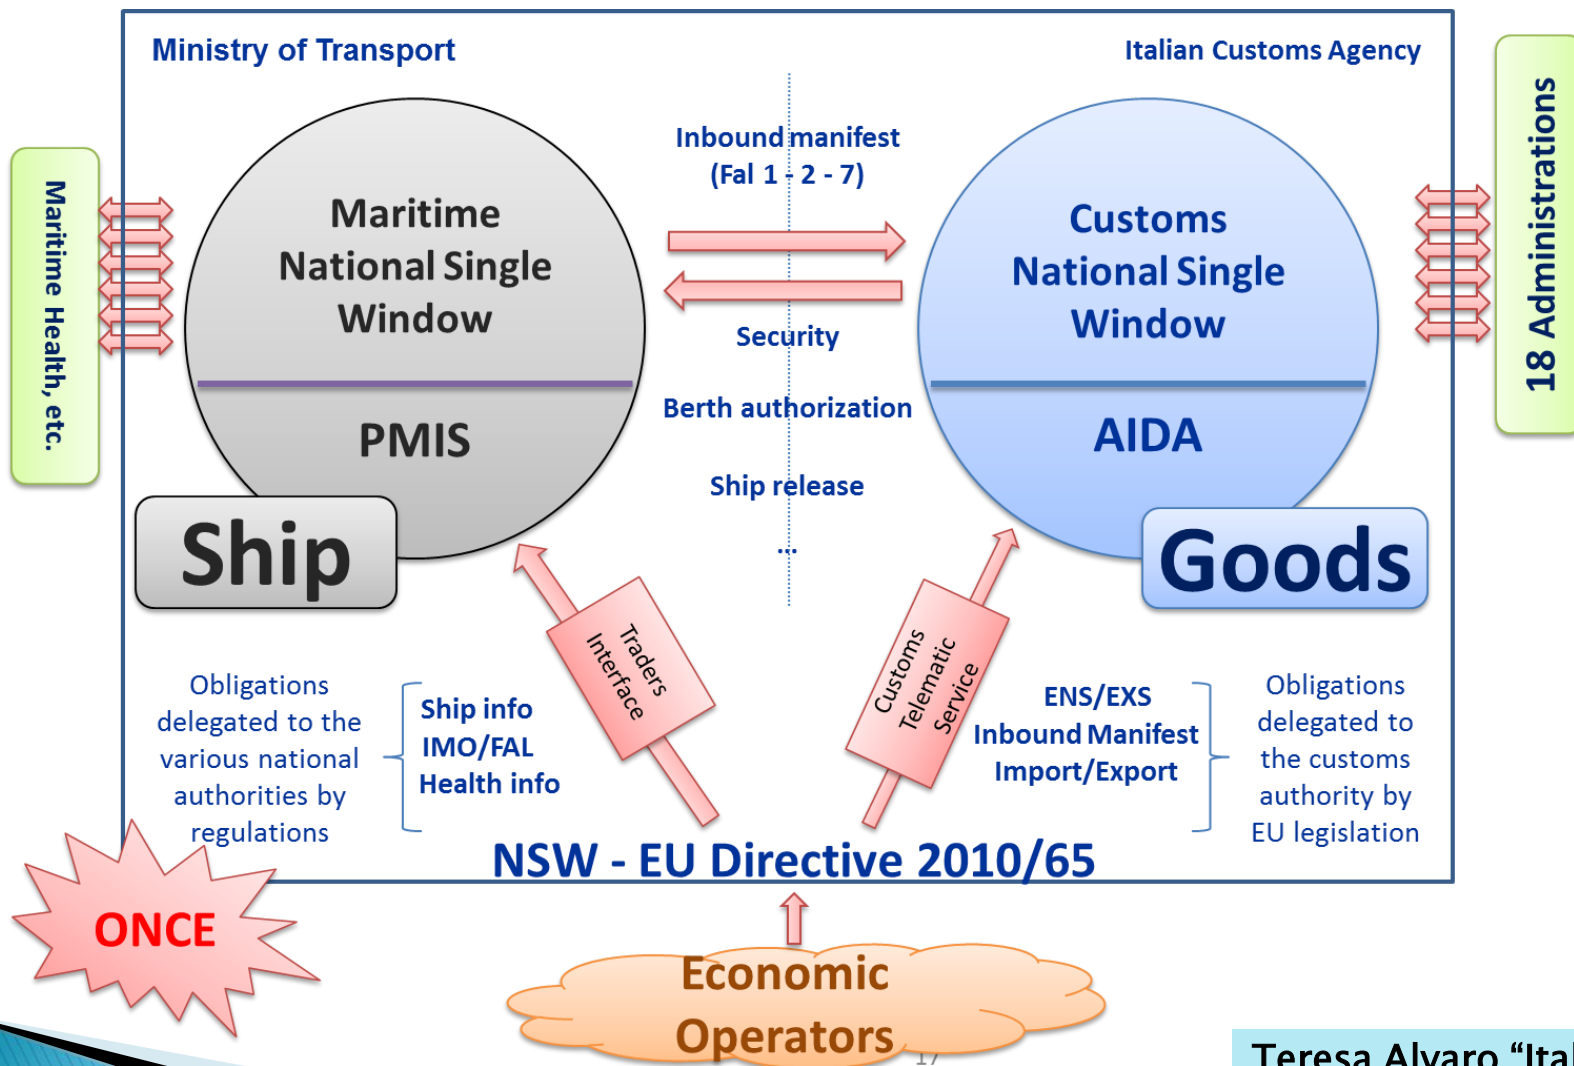 Ministry of Transport
Italian Customs Agency
Maritime Health, etc.
18 Administrations
Maritime
National Single
Window
PMIS
Ship
Inbound manifest
(Fal 1 - 2 - 7)
Security
Berth authorization
Ship release
...
Customs
National Single
Window
AIDA
Goods
Traders
Interface
Customs
Telematic
Service
Obligations
delegated to the
various national
authorities by
regulations
Ship info
IMO/FAL
Health info
ENS/EXS
Inbound Manifest
Import/Export
Obligations
delegated to
the customs
authority by
EU legislation
NSW - EU Directive 2010/65
ONCE
Economic
Operators
17
Teresa Alvaro “Ital